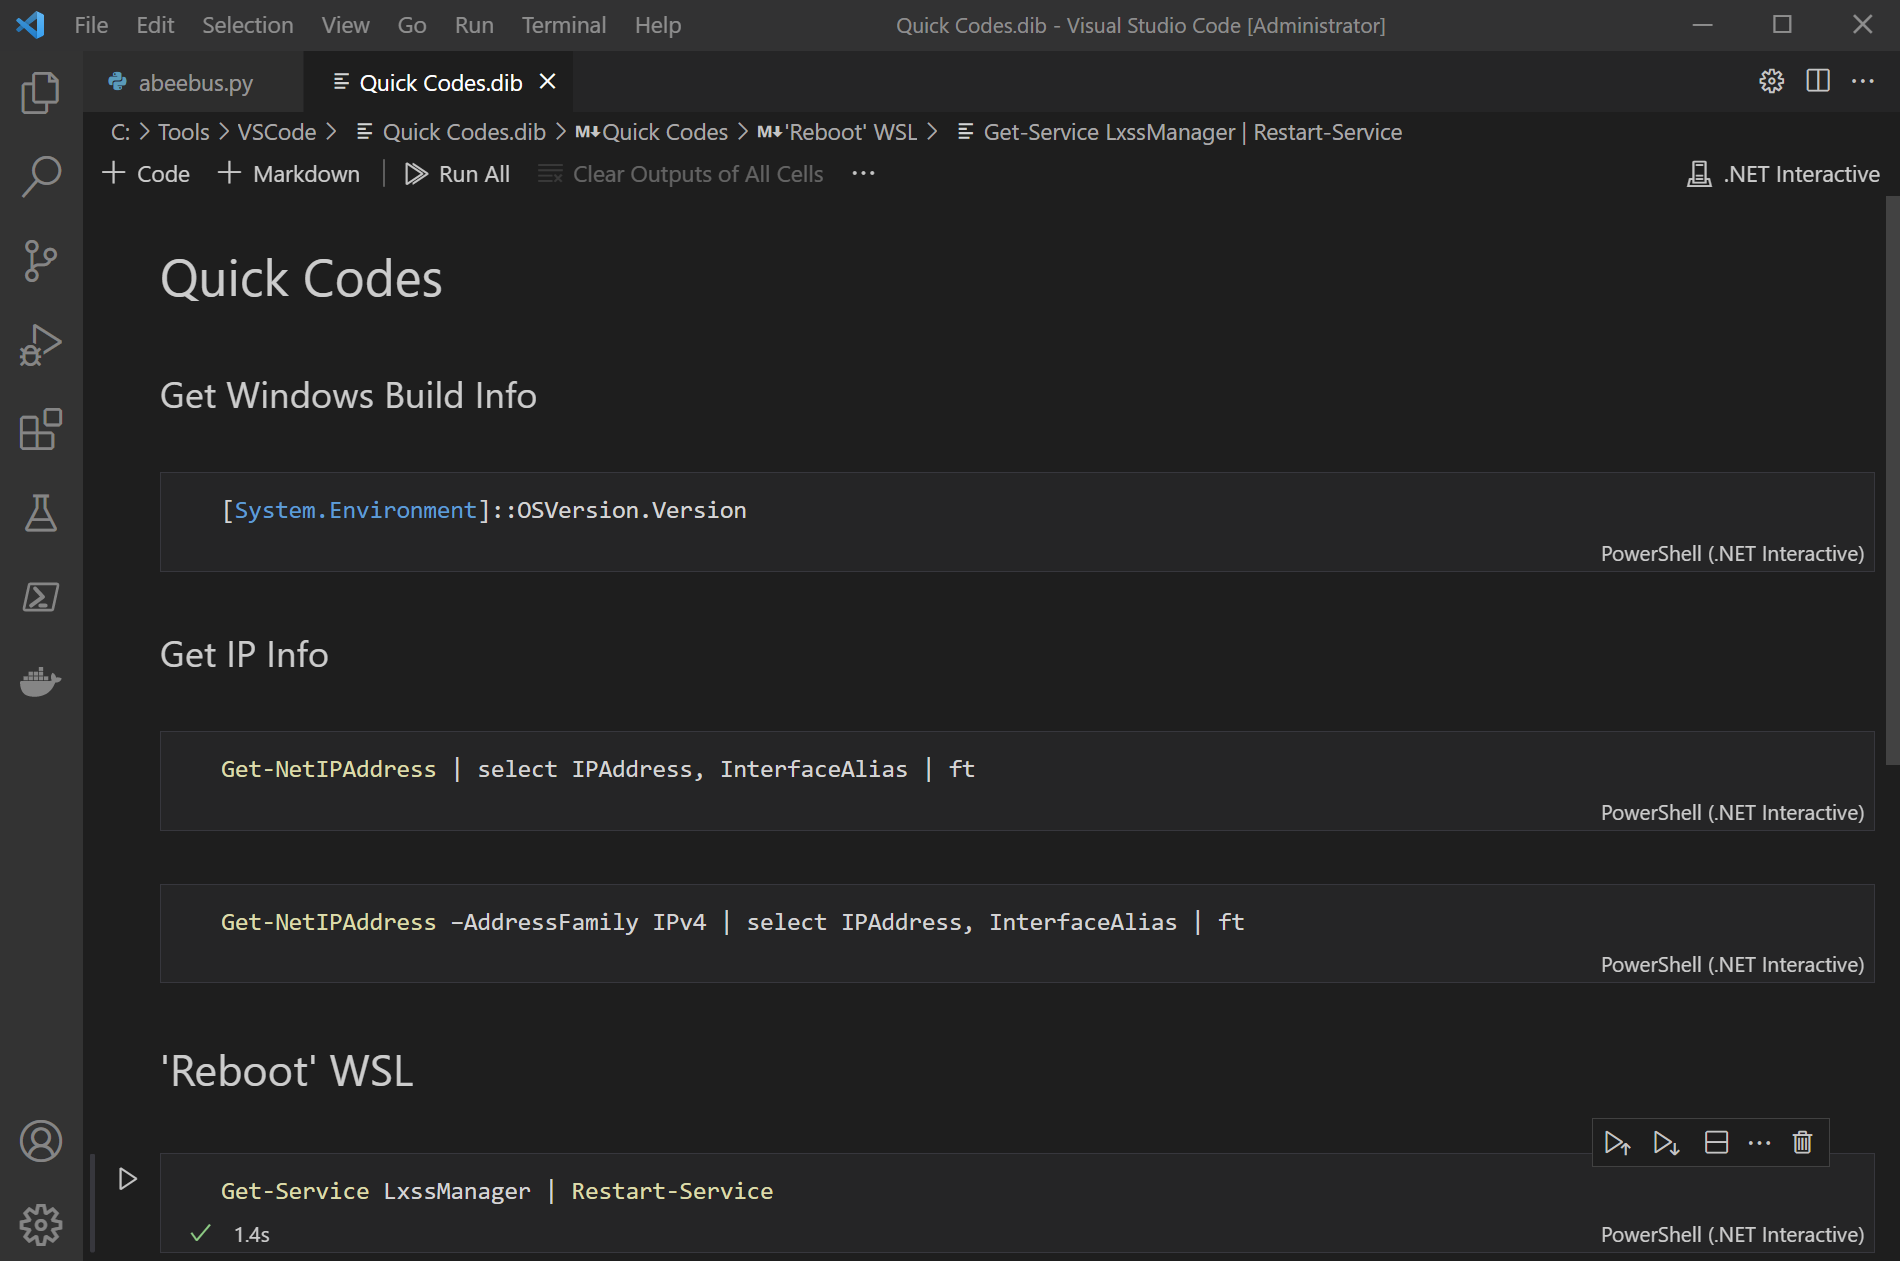 File Edit Selection View Go Run Terminal Help Quick Codes.dib - Visual Studio Code [Administrator]
abeebus.py Quick Codes.dib
C: > Tools > VSCode > Quick Codes.dib > M↓Quick Codes > M↓'Reboot' WSL > Get-Service LxssManager | Restart-Service
+ Code + Markdown | Run All Clear Outputs of All Cells ··· .NET Interactive
Quick Codes
Get Windows Build Info
[System.Environment]::OSVersion.Version
PowerShell (.NET Interactive)
Get IP Info
Get-NetIPAddress | select IPAddress, InterfaceAlias | ft
PowerShell (.NET Interactive)
Get-NetIPAddress –AddressFamily IPv4 | select IPAddress, InterfaceAlias | ft
PowerShell (.NET Interactive)
'Reboot' WSL
Get-Service LxssManager | Restart-Service
1.4s PowerShell (.NET Interactive)